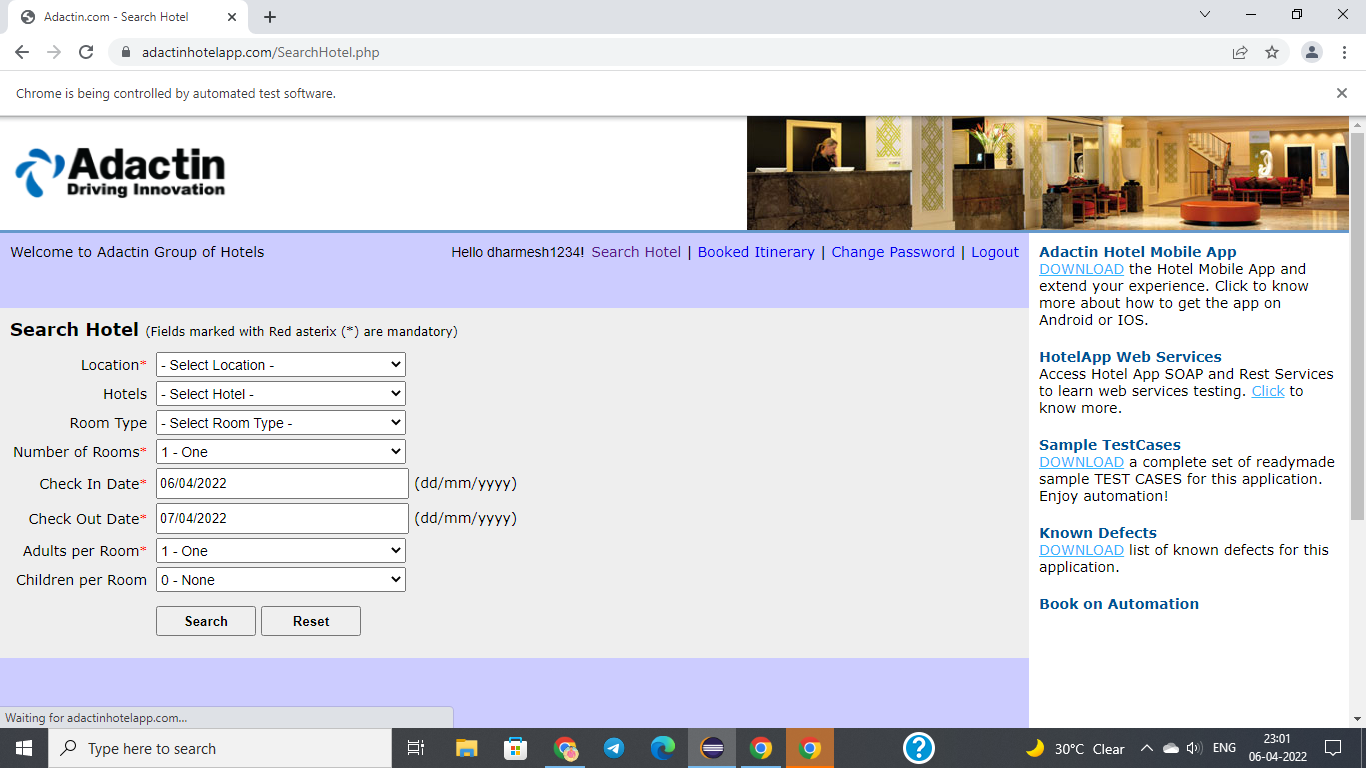 Adactin.com - Search Hotel
adactinhotelapp.com/SearchHotel.php
Chrome is being controlled by automated test software.
Adactin
Driving Innovation
Welcome to Adactin Group of Hotels
Hello dharmesh1234! Search Hotel | Booked Itinerary | Change Password | Logout
Search Hotel (Fields marked with Red asterix (*) are mandatory)
Location* - Select Location -
Hotels - Select Hotel -
Room Type - Select Room Type -
Number of Rooms* 1 - One
Check In Date* 06/04/2022 (dd/mm/yyyy)
Check Out Date* 07/04/2022 (dd/mm/yyyy)
Adults per Room* 1 - One
Children per Room 0 - None
Search Reset
Adactin Hotel Mobile App
DOWNLOAD the Hotel Mobile App and
extend your experience. Click to know
more about how to get the app on
Android or IOS.
HotelApp Web Services
Access Hotel App SOAP and Rest Services
to learn web services testing. Click to
know more.
Sample TestCases
DOWNLOAD a complete set of readymade
sample TEST CASES for this application.
Enjoy automation!
Known Defects
DOWNLOAD list of known defects for this
application.
Book on Automation
Waiting for adactinhotelapp.com...
Type here to search
30°C Clear
ENG
23:01
06-04-2022